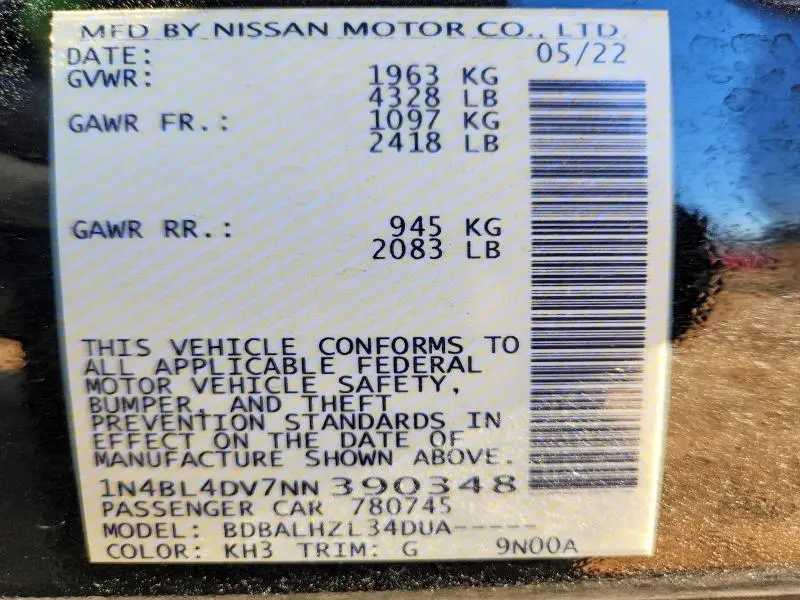 MFD BY NISSAN MOTOR CO., LTD.
DATE: 05/22
GVWR: 1963 KG
4328 LB
GAWR FR.: 1097 KG
2418 LB
GAWR RR.: 945 KG
2083 LB
THIS VEHICLE CONFORMS TO
ALL APPLICABLE FEDERAL
MOTOR VEHICLE SAFETY,
BUMPER, AND THEFT
PREVENTION STANDARDS IN
EFFECT ON THE DATE OF
MANUFACTURE SHOWN ABOVE.
1N4BL4DV7NN390348
PASSENGER CAR 780745
MODEL: BDBALHZL34DUA-----
COLOR: KH3 TRIM: G 9N00A